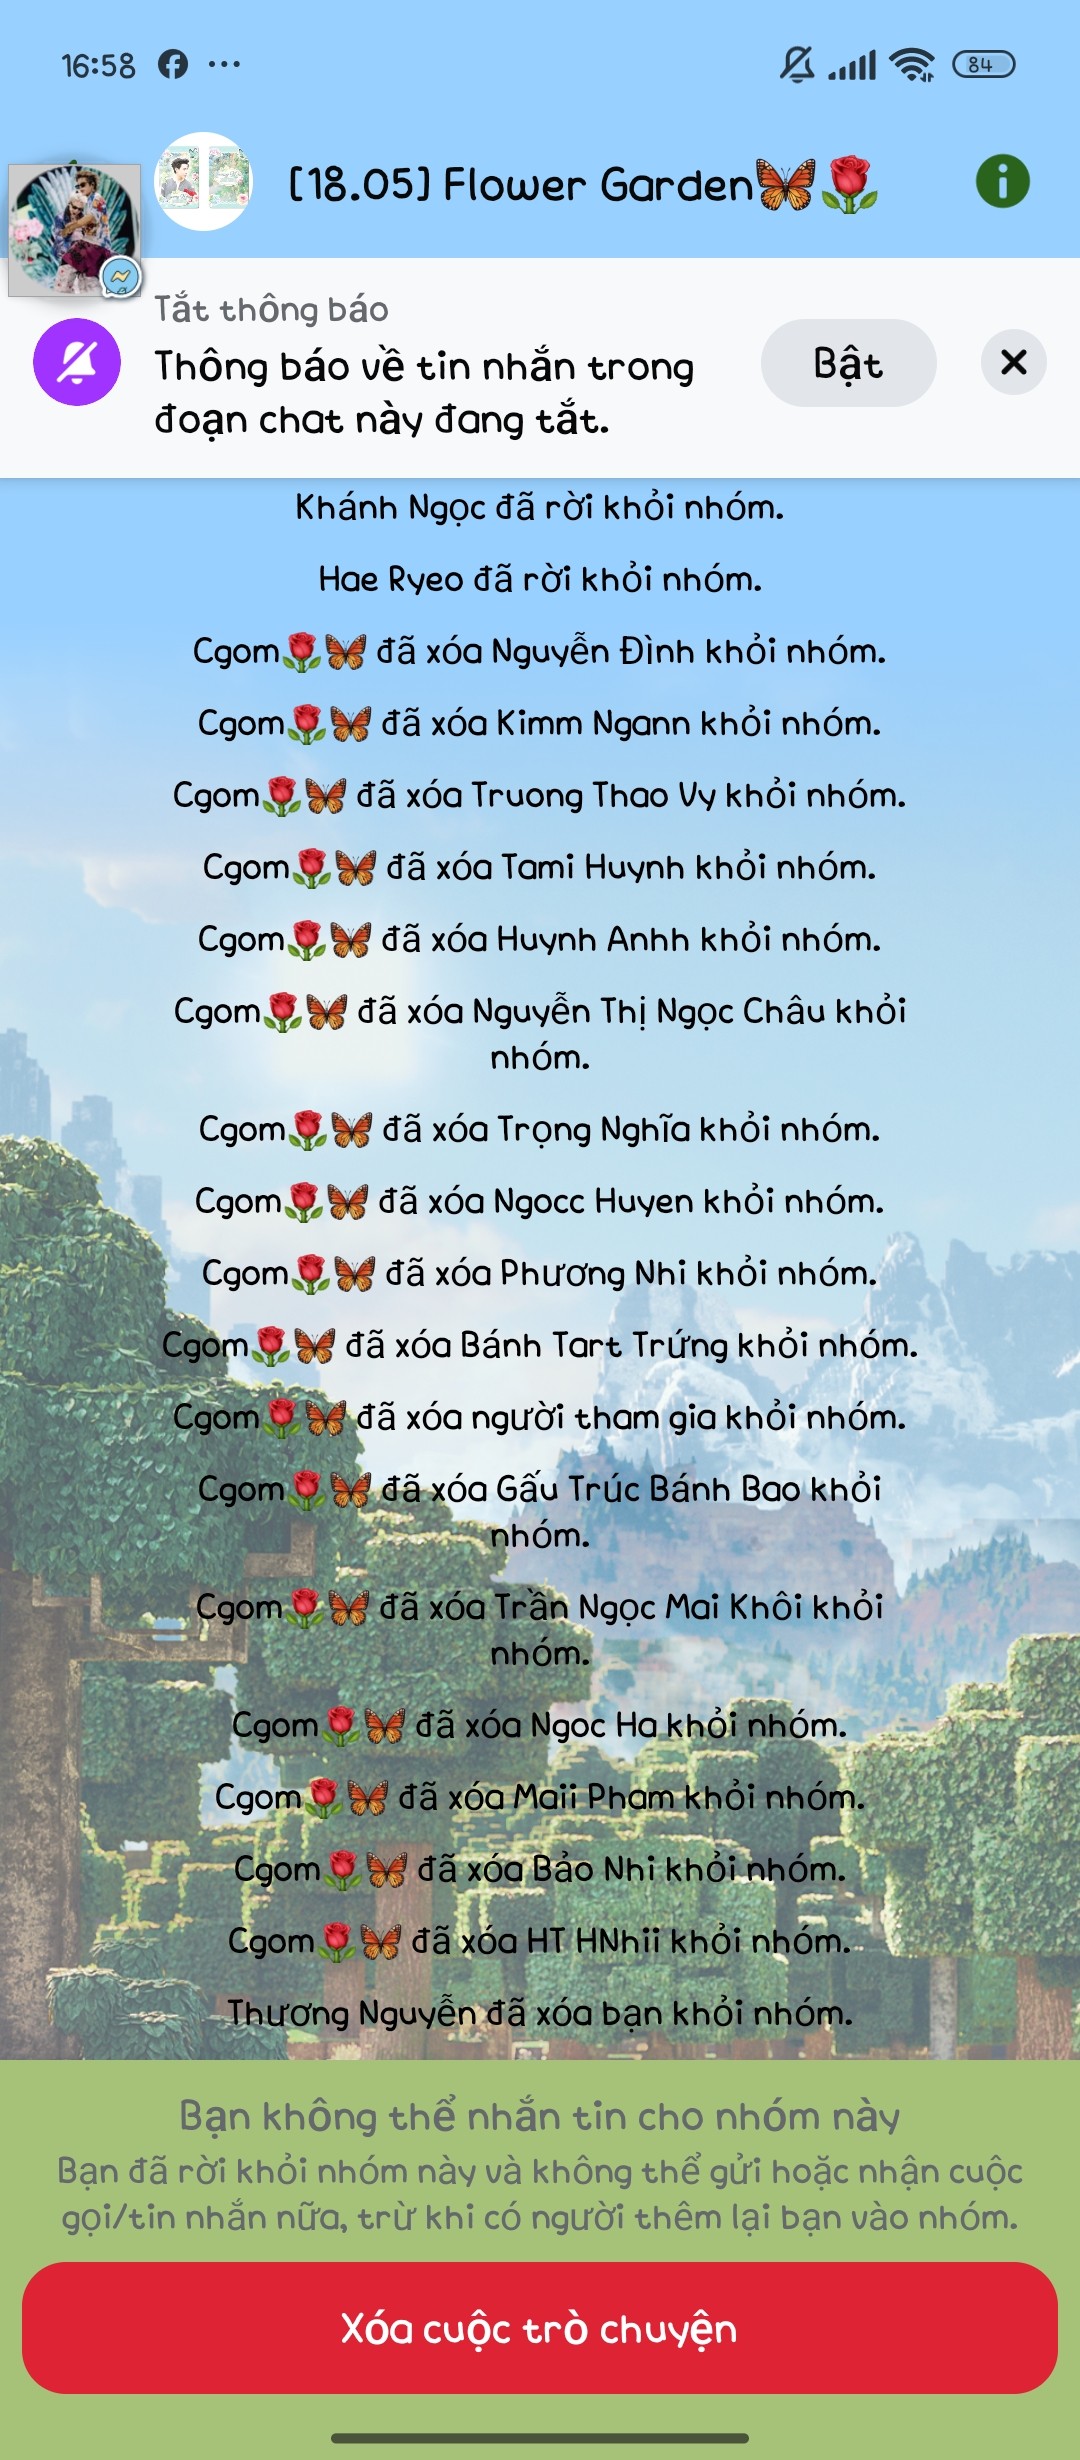 16:58
84
[18.05] Flower Garden🦋🌹
Tắt thông báo
Thông báo về tin nhắn trong
đoạn chat này đang tắt.
Bật
Khánh Ngọc đã rời khỏi nhóm.
Hae Ryeo đã rời khỏi nhóm.
Cgom🌹🦋 đã xóa Nguyễn Đình khỏi nhóm.
Cgom🌹🦋 đã xóa Kimm Ngann khỏi nhóm.
Cgom🌹🦋 đã xóa Truong Thao Vy khỏi nhóm.
Cgom🌹🦋 đã xóa Tami Huynh khỏi nhóm.
Cgom🌹🦋 đã xóa Huynh Anhh khỏi nhóm.
Cgom🌹🦋 đã xóa Nguyễn Thị Ngọc Châu khỏi
nhóm.
Cgom🌹🦋 đã xóa Trọng Nghĩa khỏi nhóm.
Cgom🌹🦋 đã xóa Ngocc Huyen khỏi nhóm.
Cgom🌹🦋 đã xóa Phương Nhi khỏi nhóm.
Cgom🌹🦋 đã xóa Bánh Tart Trứng khỏi nhóm.
Cgom🌹🦋 đã xóa người tham gia khỏi nhóm.
Cgom🌹🦋 đã xóa Gấu Trúc Bánh Bao khỏi
nhóm.
Cgom🌹🦋 đã xóa Trần Ngọc Mai Khôi khỏi
nhóm.
Cgom🌹🦋 đã xóa Ngoc Ha khỏi nhóm.
Cgom🌹🦋 đã xóa Maii Pham khỏi nhóm.
Cgom🌹🦋 đã xóa Bảo Nhi khỏi nhóm.
Cgom🌹🦋 đã xóa HT HNhii khỏi nhóm.
Thương Nguyễn đã xóa bạn khỏi nhóm.
Bạn không thể nhắn tin cho nhóm này
Bạn đã rời khỏi nhóm này và không thể gửi hoặc nhận cuộc
gọi/tin nhắn nữa, trừ khi có người thêm lại bạn vào nhóm.
Xóa cuộc trò chuyện